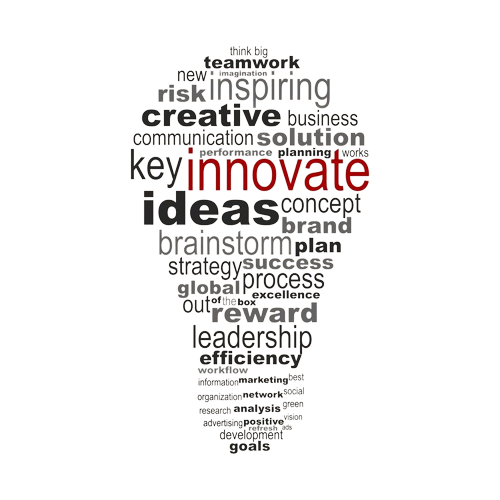 think big
teamwork
new imagination
risk inspiring
creative business
communication solution
performance planning works
key innovate
ideas concept
brand
brainstorm plan
strategy success
process
global excellence
out of the box
reward
leadership
efficiency
workflow
information marketing best
organization network social
research analysis green
advertising positive vision
refresh ads
development
goals